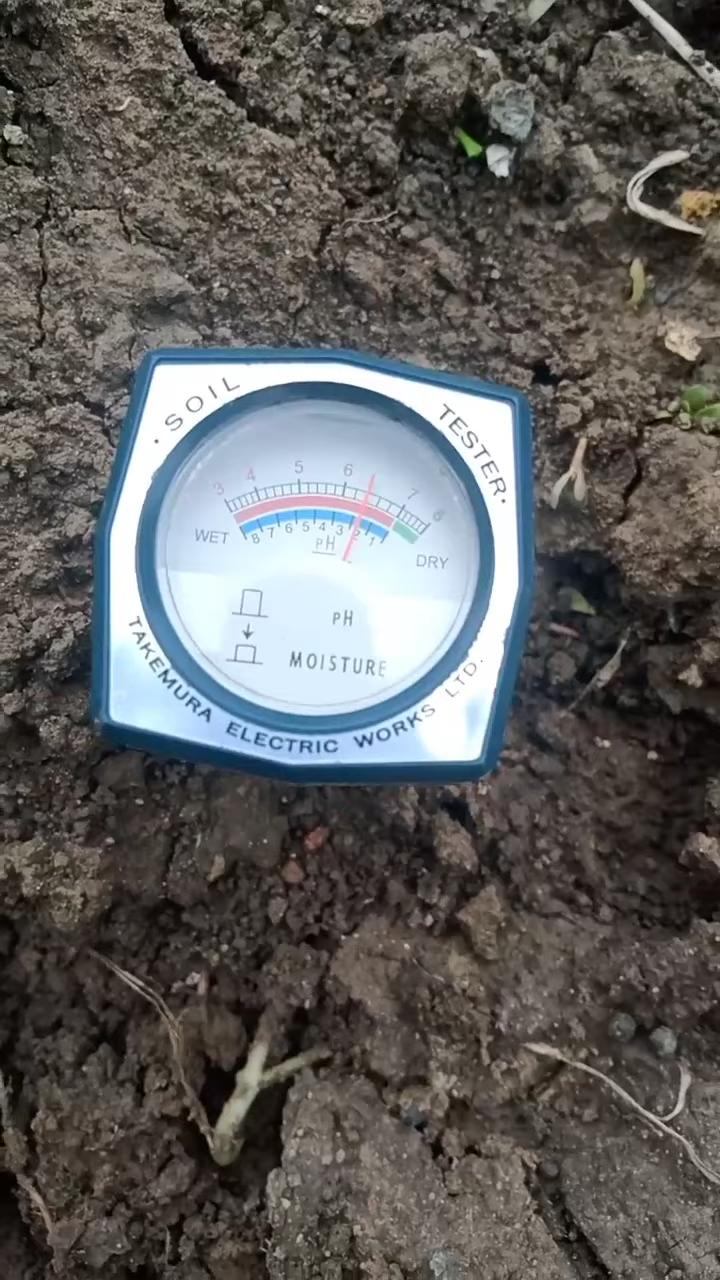 · SOIL TESTER ·
3 4 5 6 7 8
WET 8 7 6 5 4 3 2 1 DRY
pH
pH
MOISTURE
TAKEMURA ELECTRIC WORKS LTD.